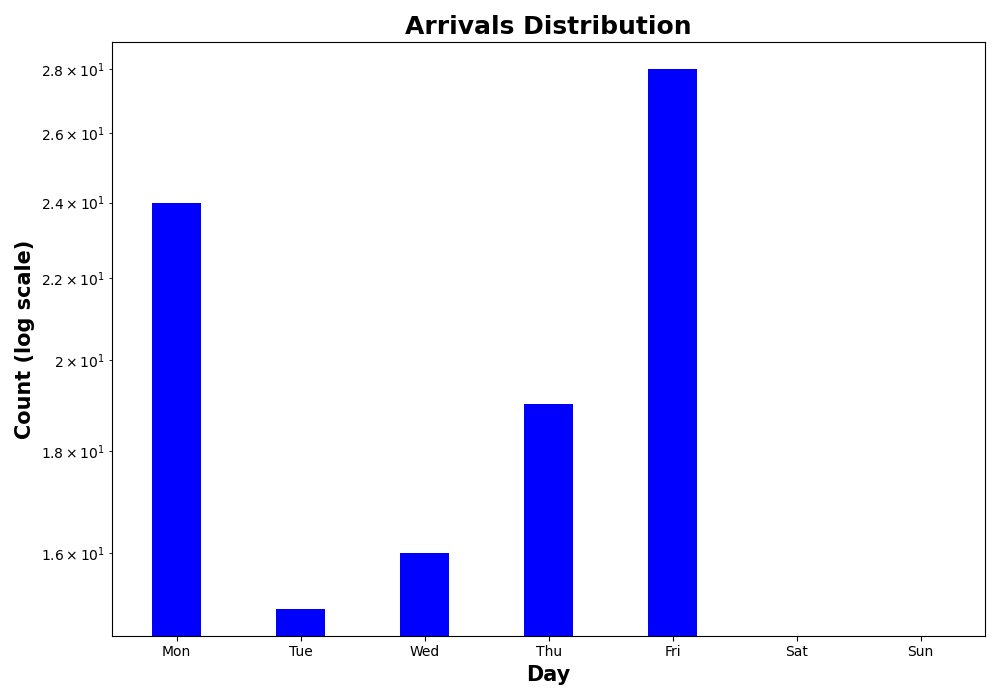 Arrivals Distribution
Count (log scale)
2.8 × 10¹
2.6 × 10¹
2.4 × 10¹
2.2 × 10¹
2 × 10¹
1.8 × 10¹
1.6 × 10¹
Mon Tue Wed Thu Fri Sat Sun
Day